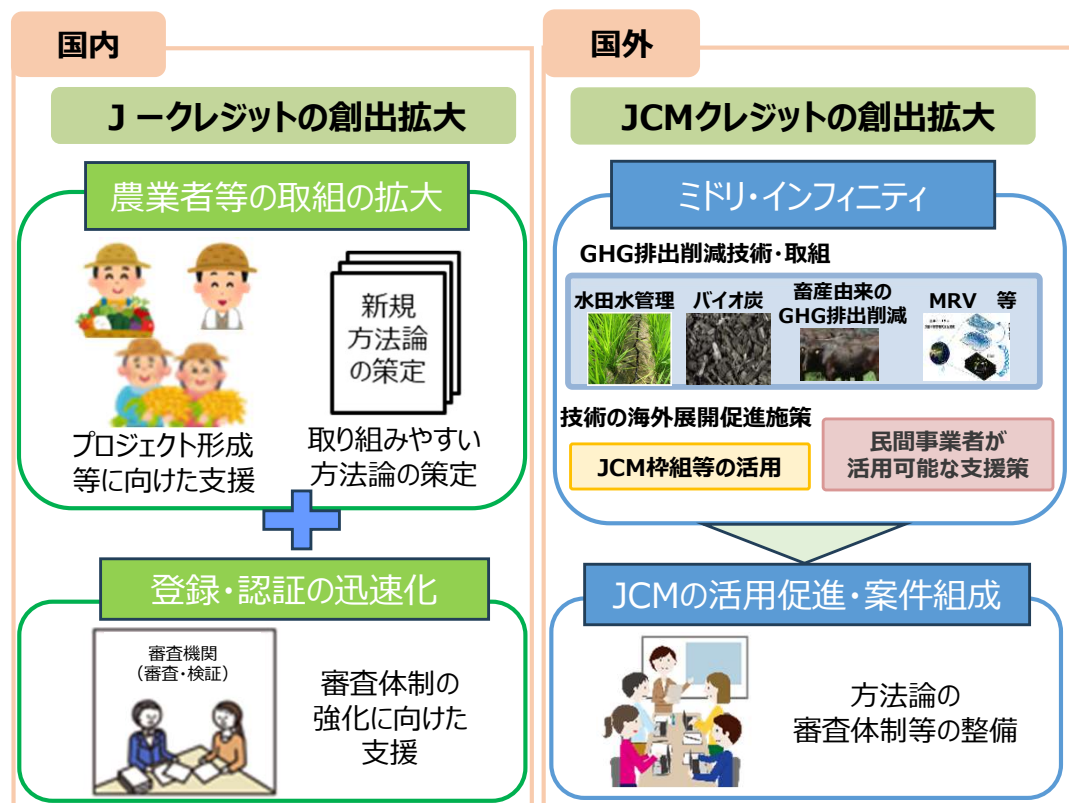 国内
Ｊ－クレジットの創出拡大
農業者等の取組の拡大
新規
方法論
の策定
プロジェクト形成
等に向けた支援
取り組みやすい
方法論の策定
登録・認証の迅速化
審査機関
（審査・検証）
審査体制の
強化に向けた
支援
国外
JCMクレジットの創出拡大
ミドリ・インフィニティ
GHG排出削減技術・取組
水田水管理
バイオ炭
畜産由来の
GHG排出削減
MRV　等
技術の海外展開促進施策
JCM枠組等の活用
民間事業者が
活用可能な支援策
JCMの活用促進・案件組成
方法論の
審査体制等の整備